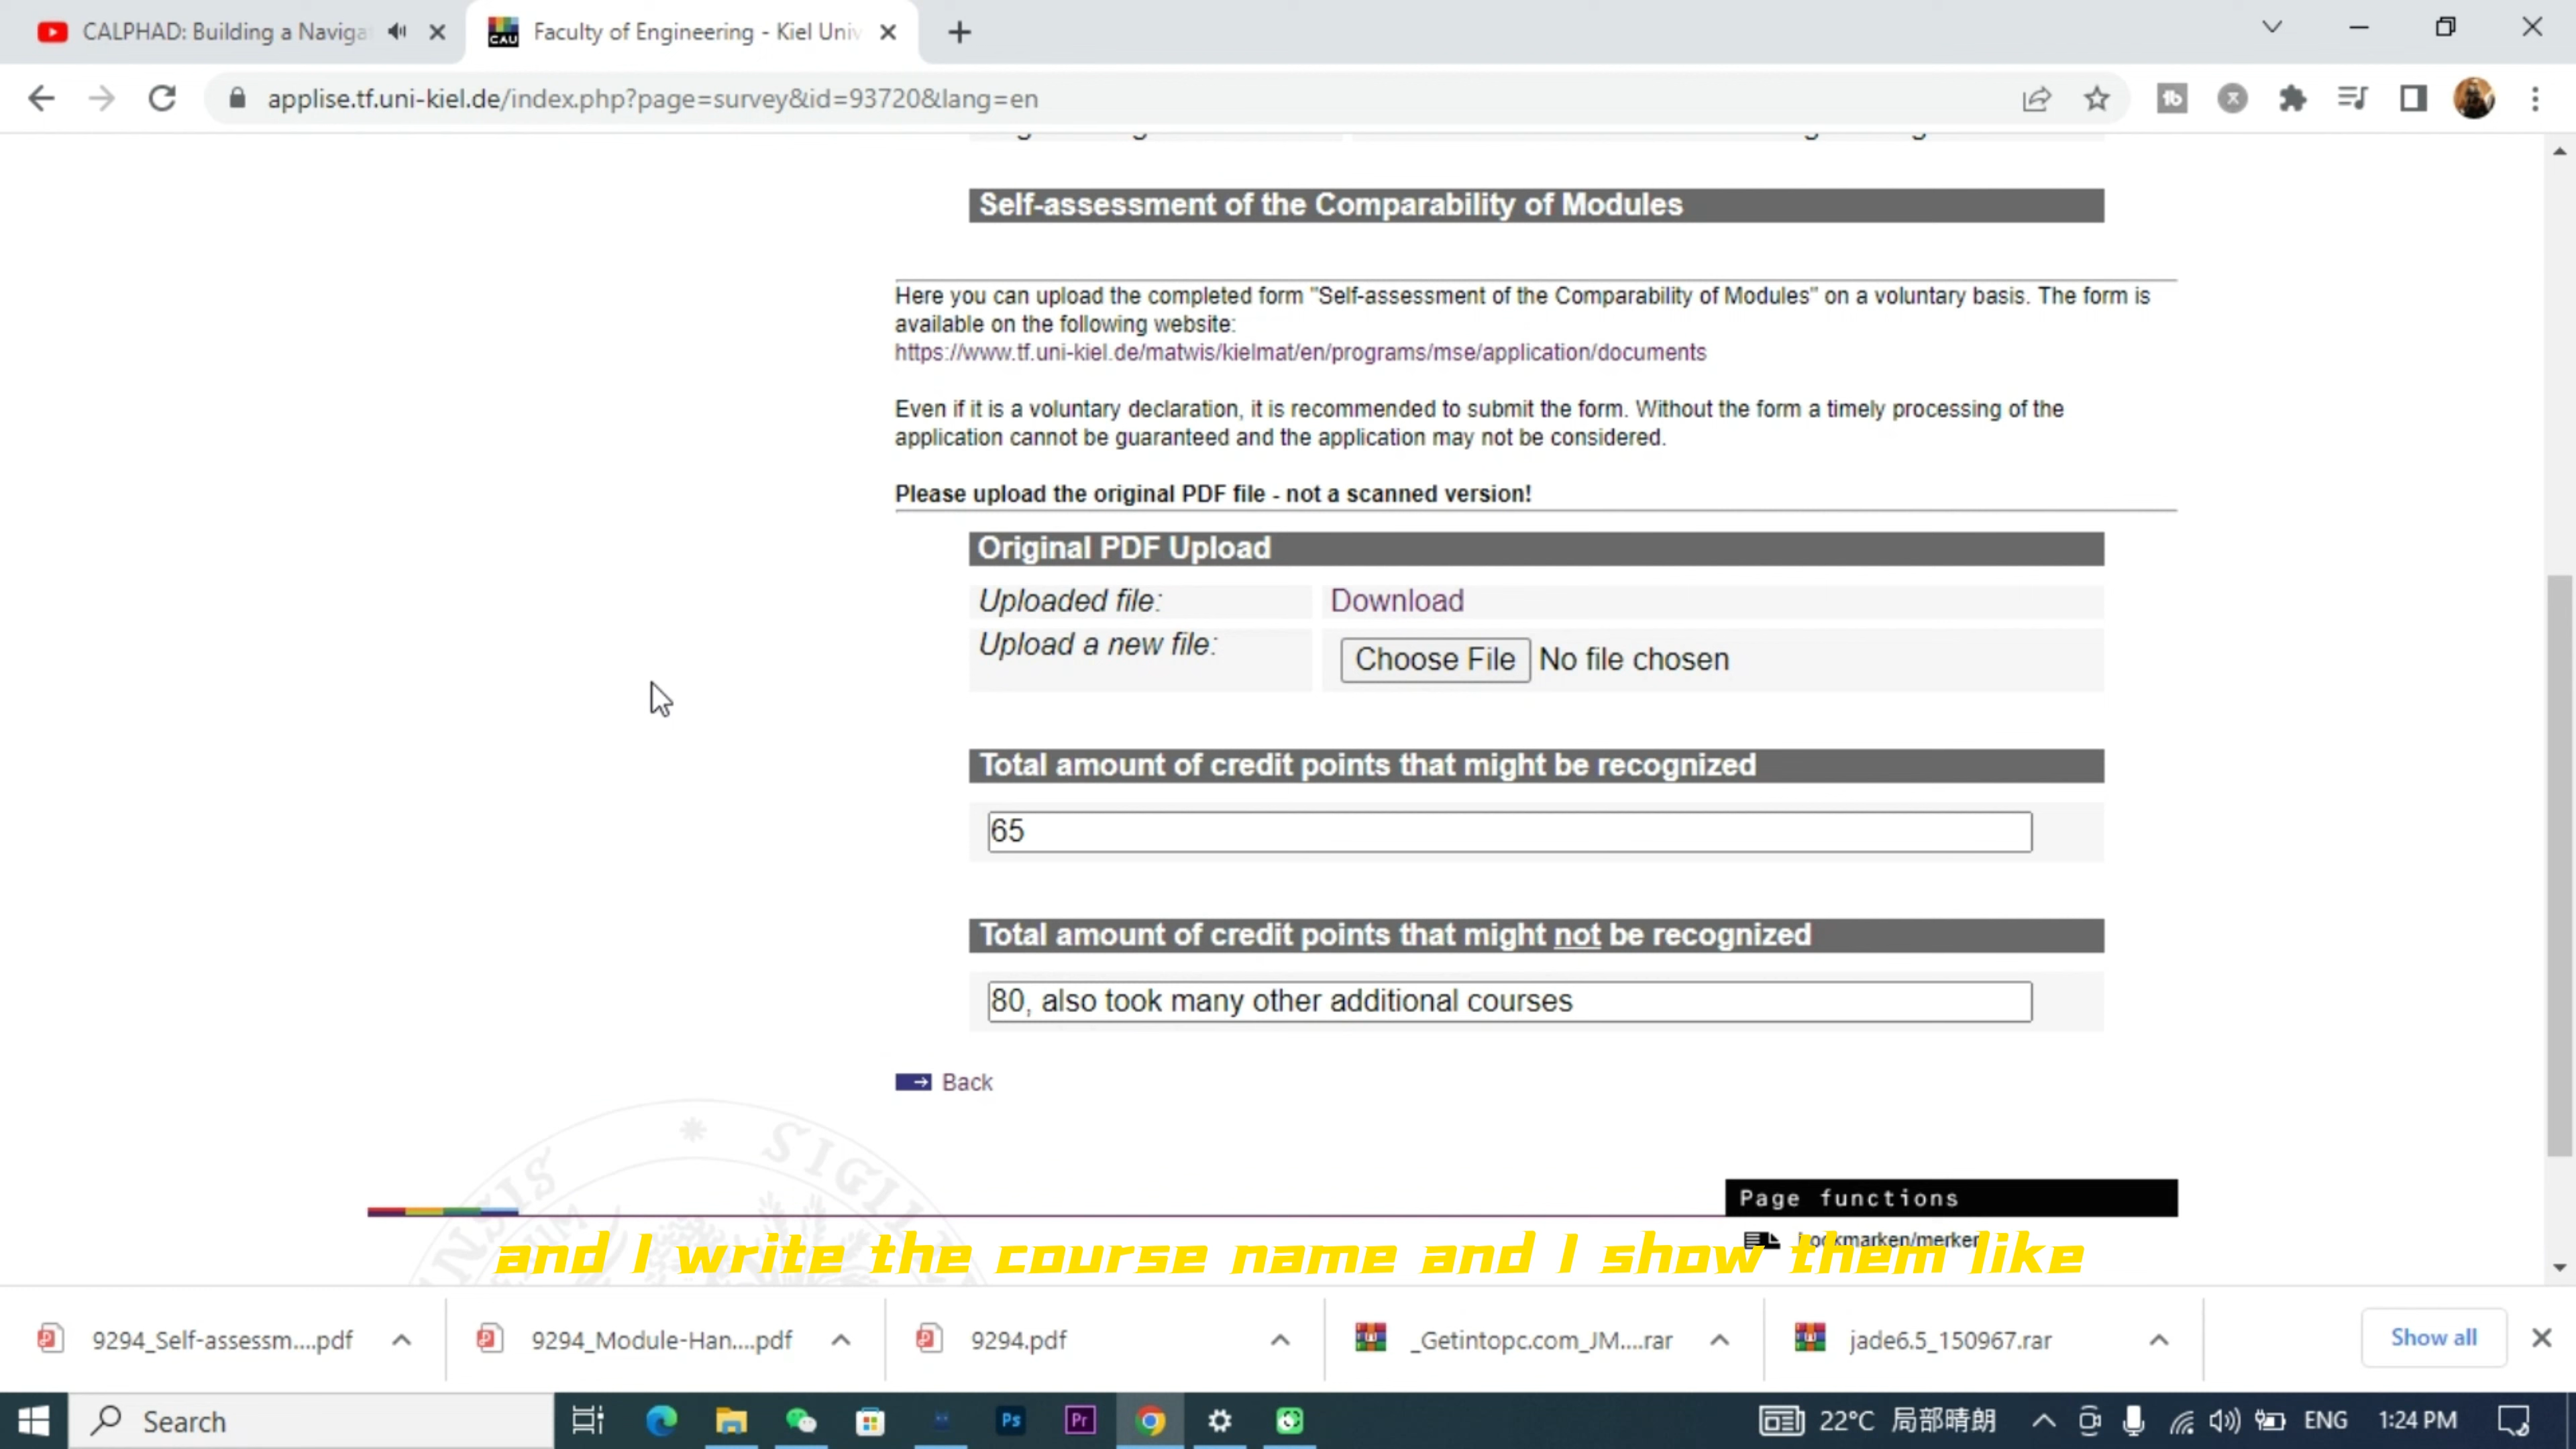 CALPHAD: Building a Naviga
Faculty of Engineering - Kiel Univ
applise.tf.uni-kiel.de/index.php?page=survey&id=93720&lang=en
Self-assessment of the Comparability of Modules
Here you can upload the completed form "Self-assessment of the Comparability of Modules" on a voluntary basis. The form is
available on the following website:
https://www.tf.uni-kiel.de/matwis/kielmat/en/programs/mse/application/documents
Even if it is a voluntary declaration, it is recommended to submit the form. Without the form a timely processing of the
application cannot be guaranteed and the application may not be considered.
Please upload the original PDF file - not a scanned version!
Original PDF Upload
Uploaded file: Download
Upload a new file: Choose File No file chosen
Total amount of credit points that might be recognized
65
Total amount of credit points that might not be recognized
80, also took many other additional courses
Back
Page functions
bookmarken/merken
and I write the course name and I show them like
9294_Self-assessm....pdf 9294_Module-Han....pdf 9294.pdf _Getintopc.com_JM....rar jade6.5_150967.rar Show all
Search 22°C 局部晴朗 ENG 1:24 PM